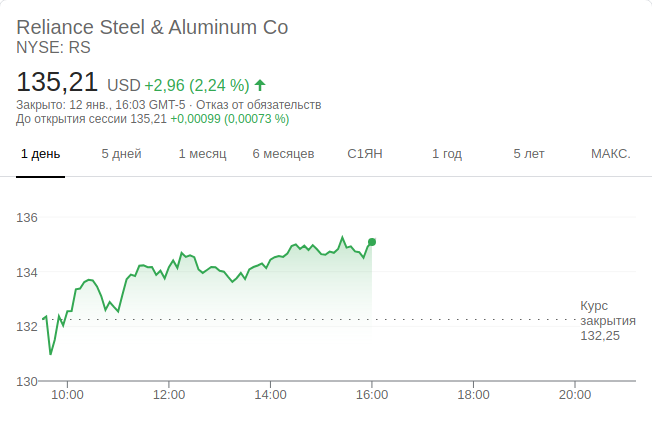 Reliance Steel & Aluminum Co
NYSE: RS
135,21 USD +2,96 (2,24 %)
Закрыто: 12 янв., 16:03 GMT-5 · Отказ от обязательств
До открытия сессии 135,21 +0,00099 (0,00073 %)
1 день 5 дней 1 месяц 6 месяцев С1ЯН 1 год 5 лет МАКС.
136
134
Курс
закрытия
132,25
132
130
10:00 12:00 14:00 16:00 18:00 20:00